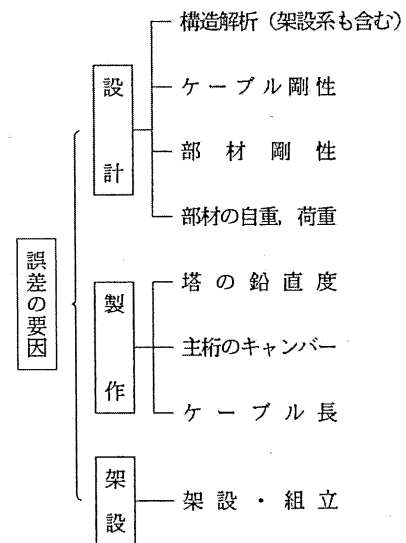 誤差の要因
設計
構造解析（架設系も含む）
ケーブル剛性
部材剛性
部材の自重，荷重
製作
塔の鉛直度
主桁のキャンバー
ケーブル長
架設
架設・組立